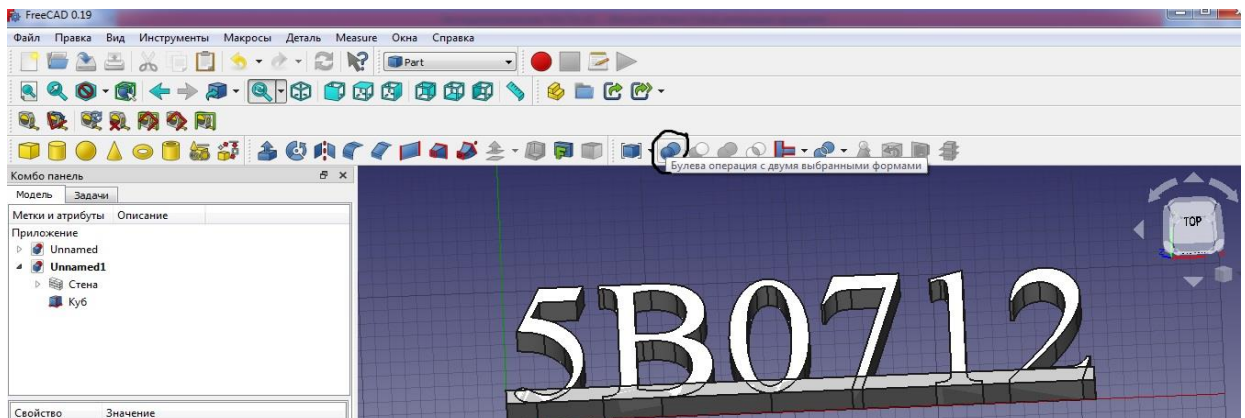 FreeCAD 0.19
Файл Правка Вид Инструменты Макросы Деталь Measure Окна Справка
Part
Булева операция с двумя выбранными формами
Комбо панель
Модель Задачи
Метки и атрибуты Описание
Приложение
Unnamed
Unnamed1
Стена
Куб
Свойство Значение
TOP
5B0712